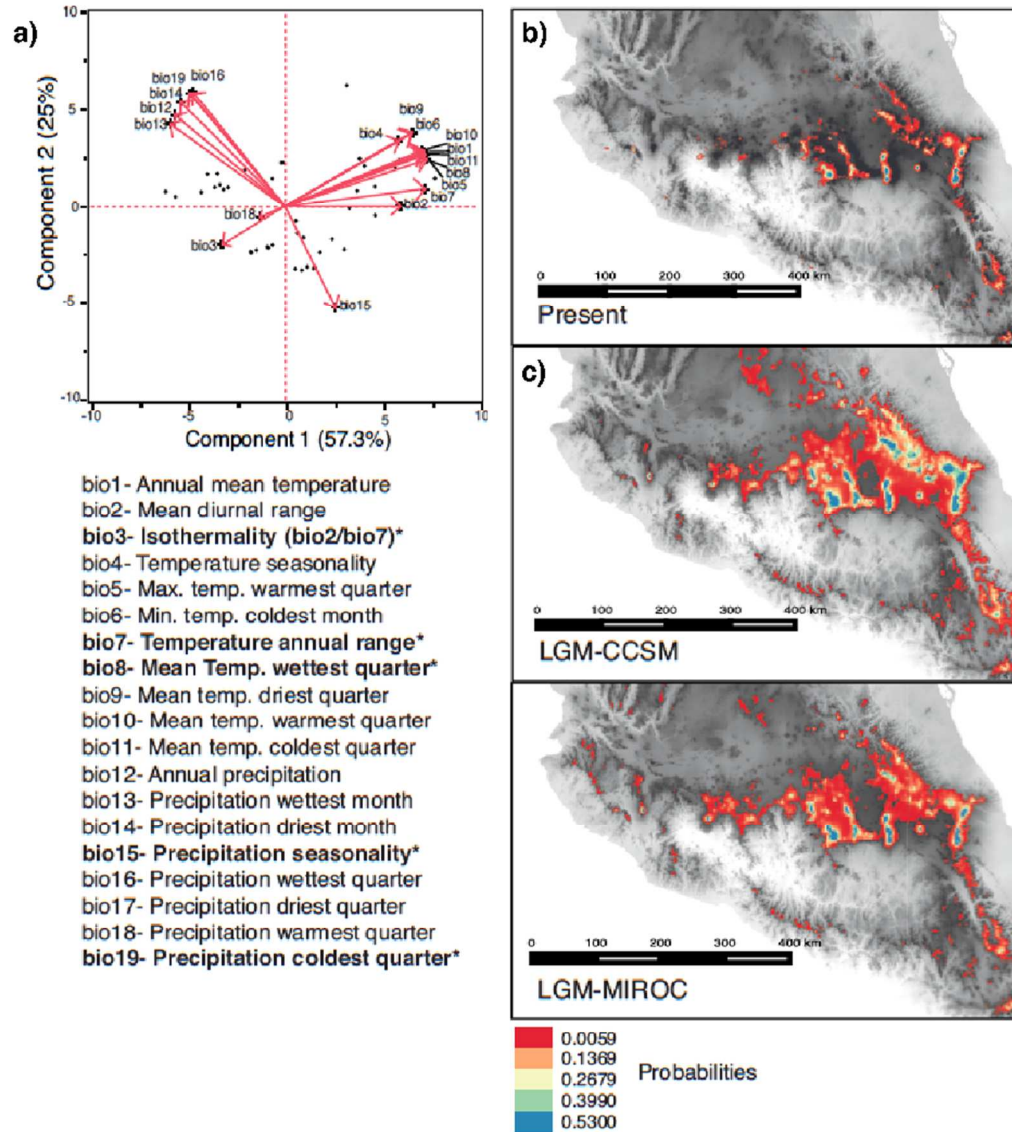 a)
10
5
0
-5
-10
Component 2 (25%)
bio19 bio16
bio14
bio12
bio13
bio9
bio4 bio6
bio10
bio1
bio11
bio8
bio5
bio7
bio2
bio18
bio3
bio15
-10 -5 0 5 10
Component 1 (57.3%)
bio1- Annual mean temperature
bio2- Mean diurnal range
bio3- Isothermality (bio2/bio7)*
bio4- Temperature seasonality
bio5- Max. temp. warmest quarter
bio6- Min. temp. coldest month
bio7- Temperature annual range*
bio8- Mean Temp. wettest quarter*
bio9- Mean temp. driest quarter
bio10- Mean temp. warmest quarter
bio11- Mean temp. coldest quarter
bio12- Annual precipitation
bio13- Precipitation wettest month
bio14- Precipitation driest month
bio15- Precipitation seasonality*
bio16- Precipitation wettest quarter
bio17- Precipitation driest quarter
bio18- Precipitation warmest quarter
bio19- Precipitation coldest quarter*
b)
0 100 200 300 400 km
Present
c)
0 100 200 300 400 km
LGM-CCSM
0 100 200 300 400 km
LGM-MIROC
0.0059
0.1369
0.2679
0.3990
0.5300
Probabilities